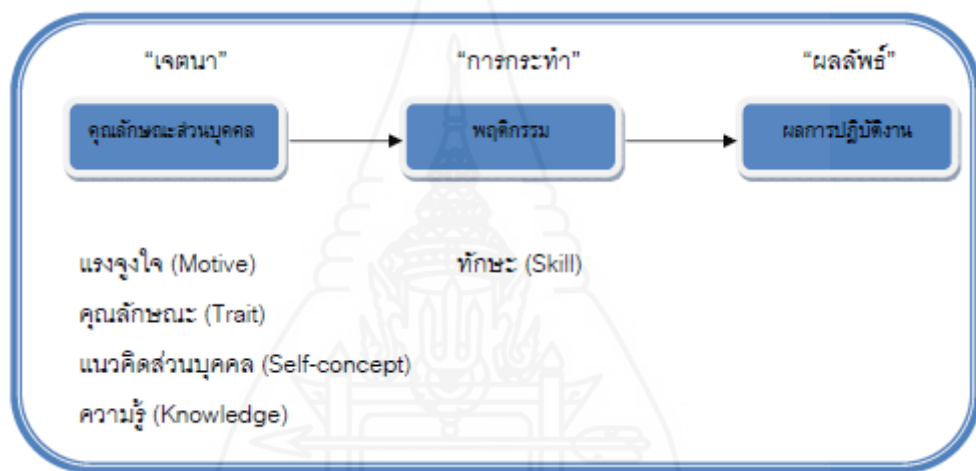 “เจตนา” “การกระทำ” “ผลลัพธ์”
คุณลักษณะส่วนบุคคล พฤติกรรม ผลการปฏิบัติงาน
แรงจูงใจ (Motive) ทักษะ (Skill)
คุณลักษณะ (Trait)
แนวคิดส่วนบุคคล (Self-concept)
ความรู้ (Knowledge)